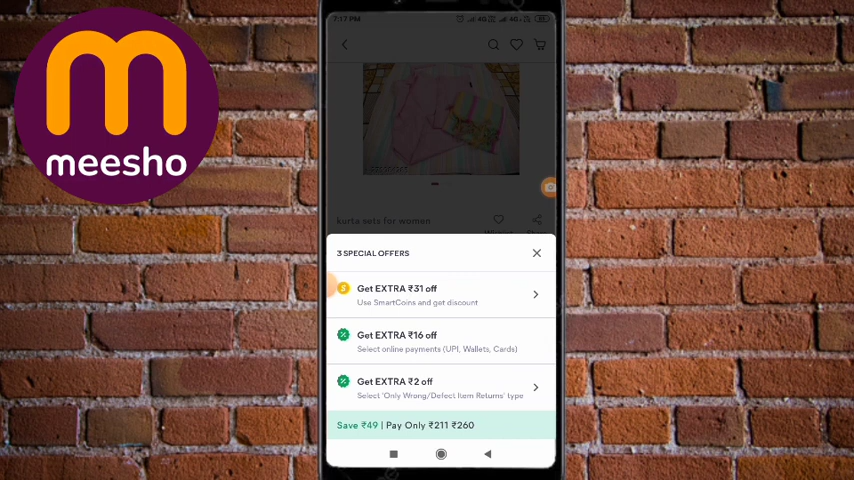 meesho
7:17 PM
kurta sets for women
3 SPECIAL OFFERS
Get EXTRA ₹31 off
Use SmartCoins and get discount
Get EXTRA ₹16 off
Select online payments (UPI, Wallets, Cards)
Get EXTRA ₹2 off
Select 'Only Wrong/Defect Item Returns' type
Save ₹49 | Pay Only ₹211 ₹260